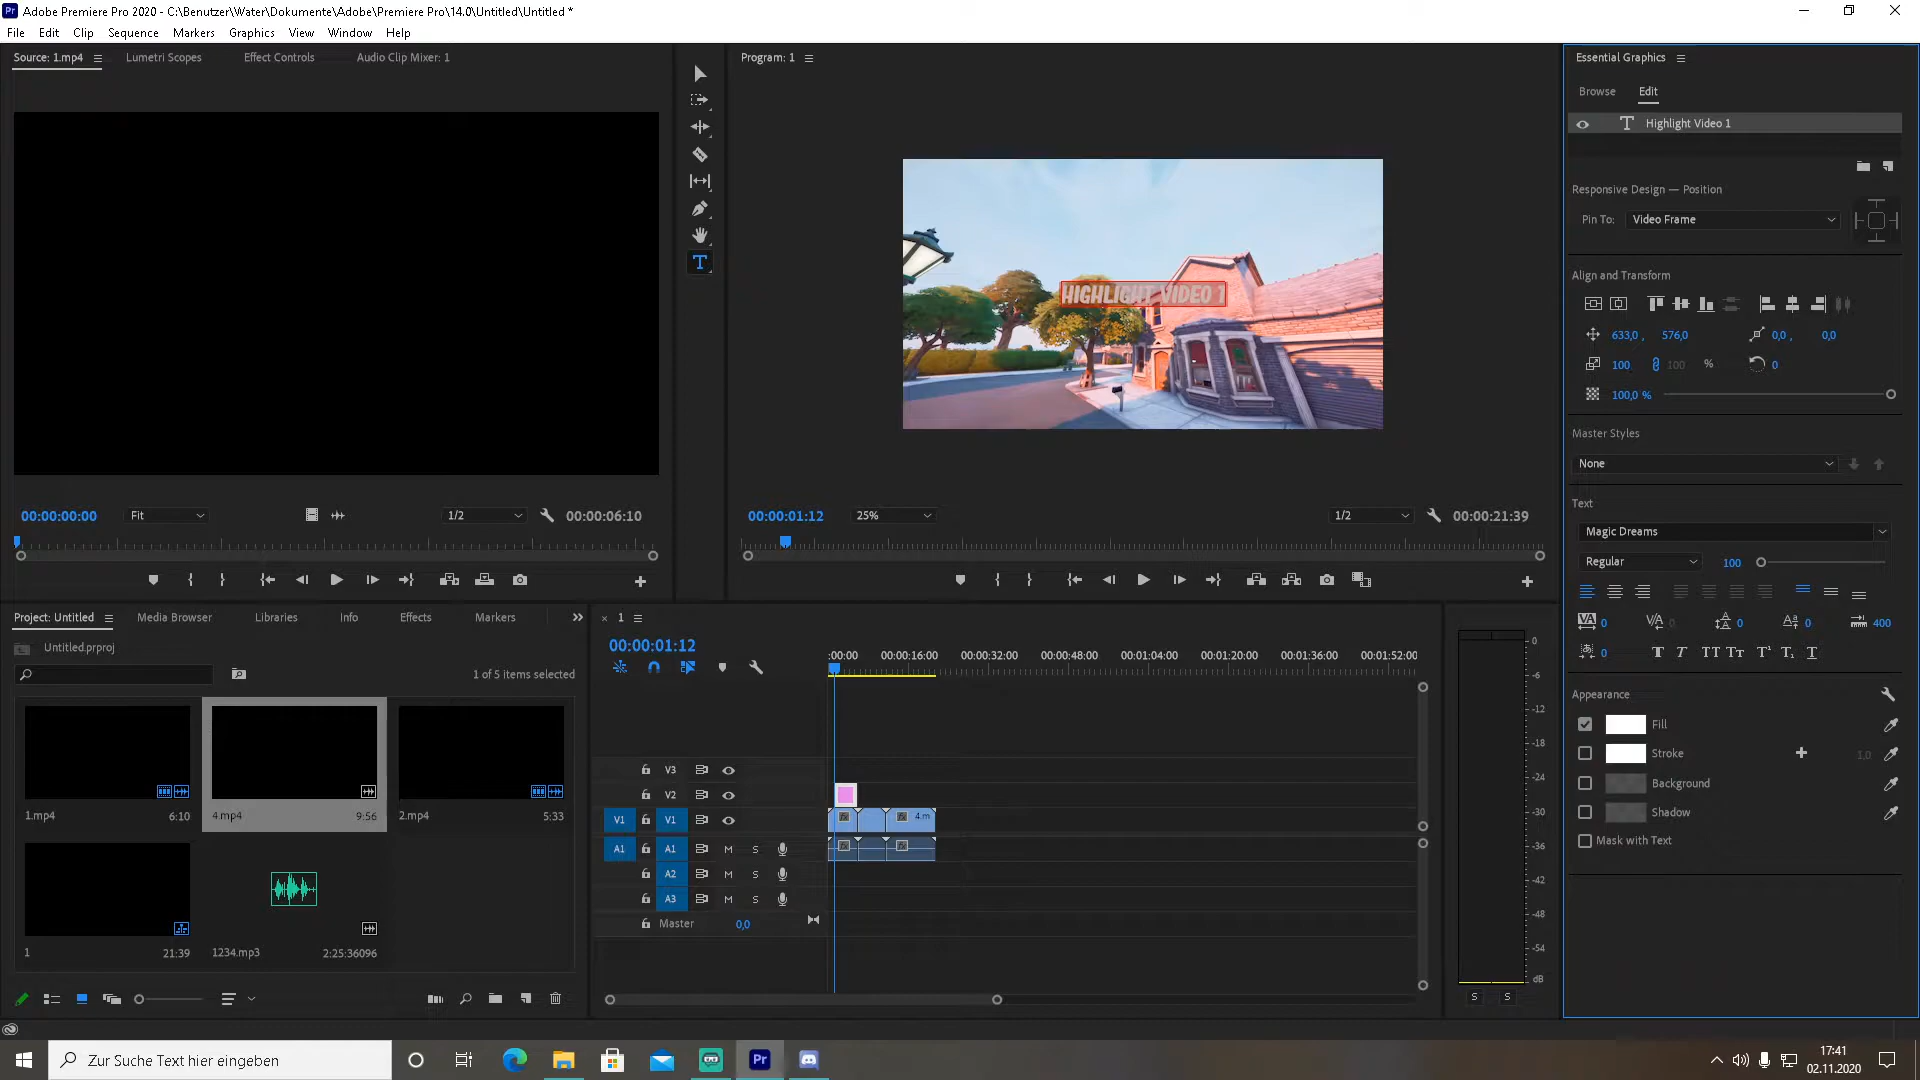 Adobe Premiere Pro 2020 - C:\Benutzer\Water\Dokumente\Adobe\Premiere Pro\14.0\Untitled\Untitled *
File Edit Clip Sequence Markers Graphics View Window Help
Source: 1.mp4 Lumetri Scopes Effect Controls Audio Clip Mixer: 1
Program: 1
Essential Graphics
Browse Edit
Highlight Video 1
Responsive Design — Position
Pin To: Video Frame
Align and Transform
633,0 , 576,0 0,0 , 0,0
100 100 % 0
100,0 %
HIGHLIGHT VIDEO 1
Master Styles
None
Text
Magic Dreams
Regular 100
0 0 0 0 400
0
Appearance
Fill
Stroke 1,0
Background
Shadow
Mask with Text
00:00:00:00 Fit 1/2 00:00:06:10
00:00:01:12 25% 1/2 00:00:21:39
Project: Untitled Media Browser Libraries Info Effects Markers
Untitled.prproj
1 of 5 items selected
1.mp4 6:10
4.mp4 9:56
2.mp4 5:33
1 21:39
1234.mp3 2:25:36096
× 1
00:00:01:12
:00:00 00:00:16:00 00:00:32:00 00:00:48:00 00:01:04:00 00:01:20:00 00:01:36:00 00:01:52:00
V3
V2
V1 V1 4.m
A1 A1 M S
A2 M S
A3 M S
Master 0,0
0
-6
-12
-18
-24
-30
-36
-42
-48
-54
dB
S S
Zur Suche Text hier eingeben
17:41
02.11.2020